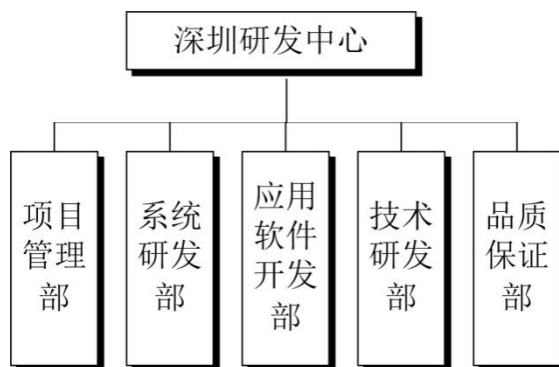 深圳研发中心
项目
管理
部
系统
研发
部
应用
软件
开发
部
技术
研发
部
品质
保证
部